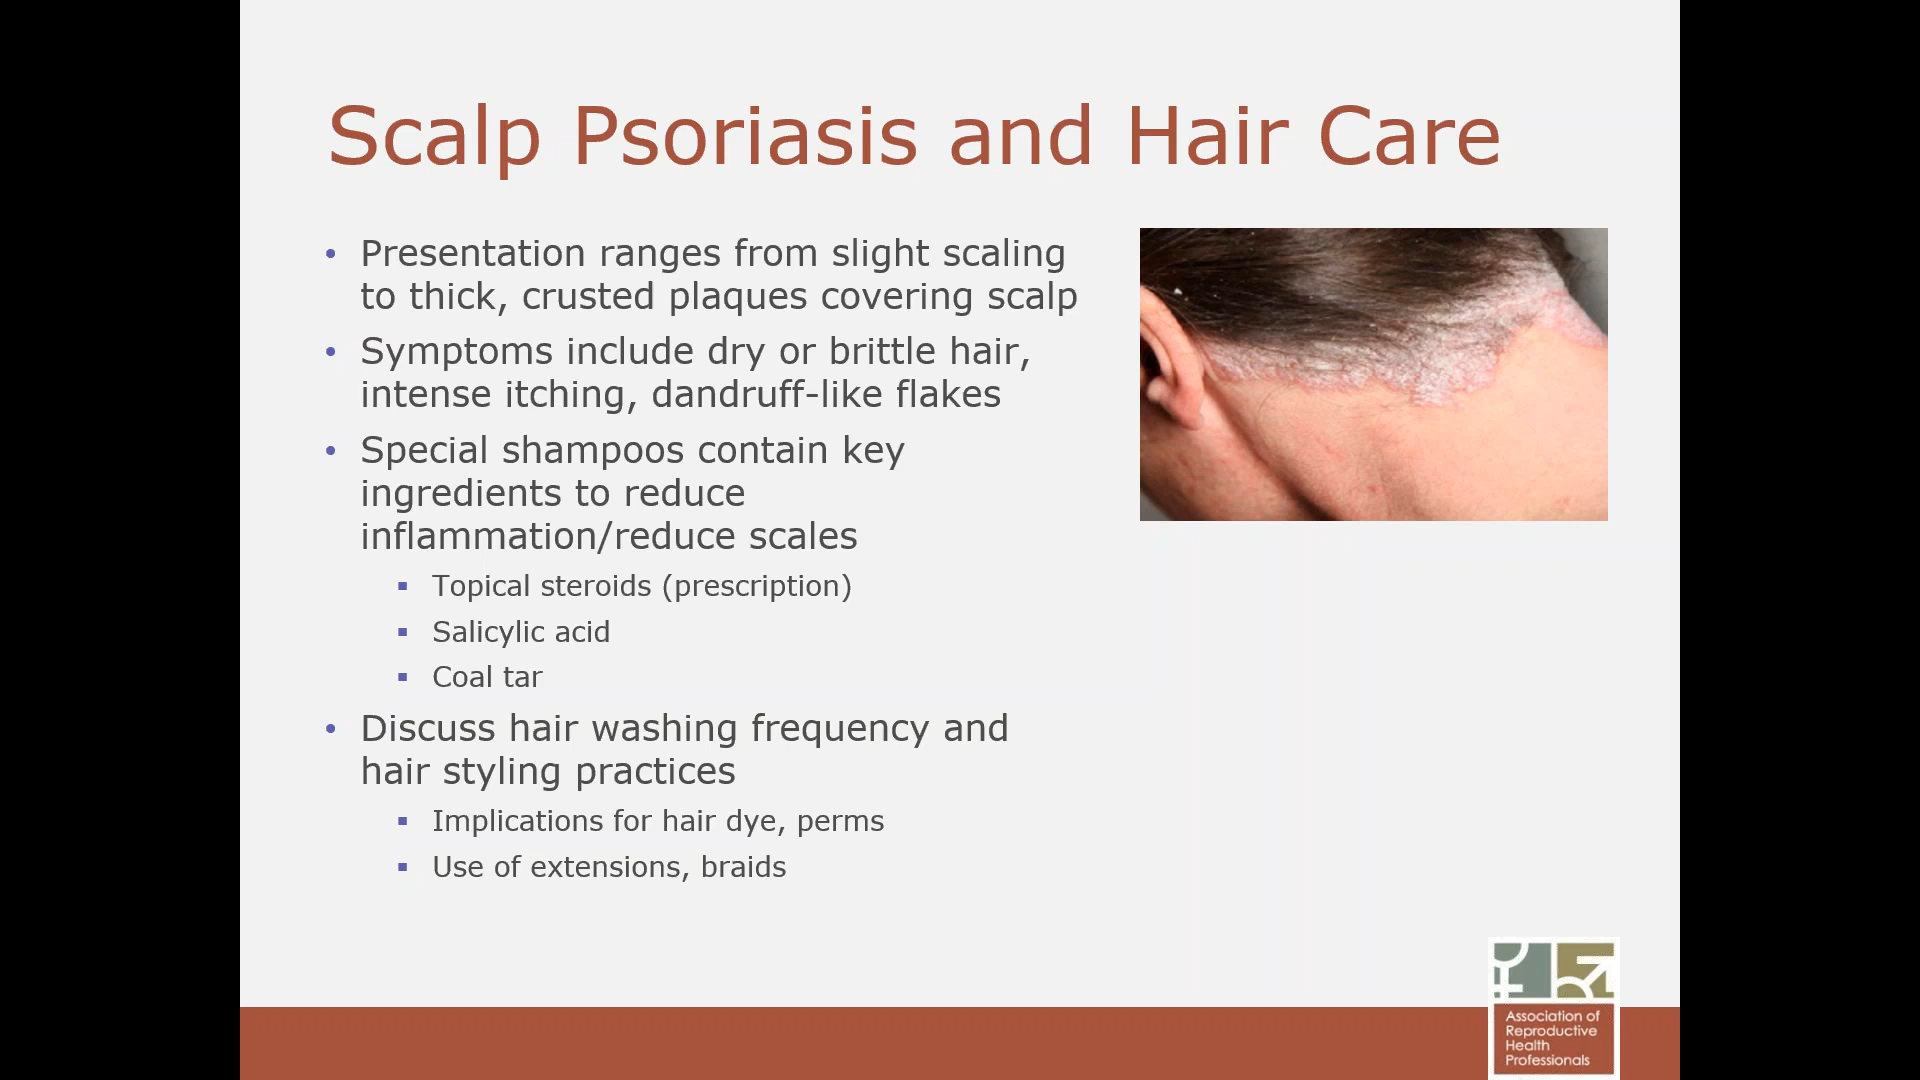 Scalp Psoriasis and Hair Care
• Presentation ranges from slight scaling
to thick, crusted plaques covering scalp
• Symptoms include dry or brittle hair,
intense itching, dandruff-like flakes
• Special shampoos contain key
ingredients to reduce
inflammation/reduce scales
▪ Topical steroids (prescription)
▪ Salicylic acid
▪ Coal tar
• Discuss hair washing frequency and
hair styling practices
▪ Implications for hair dye, perms
▪ Use of extensions, braids
Association of
Reproductive
Health
Professionals